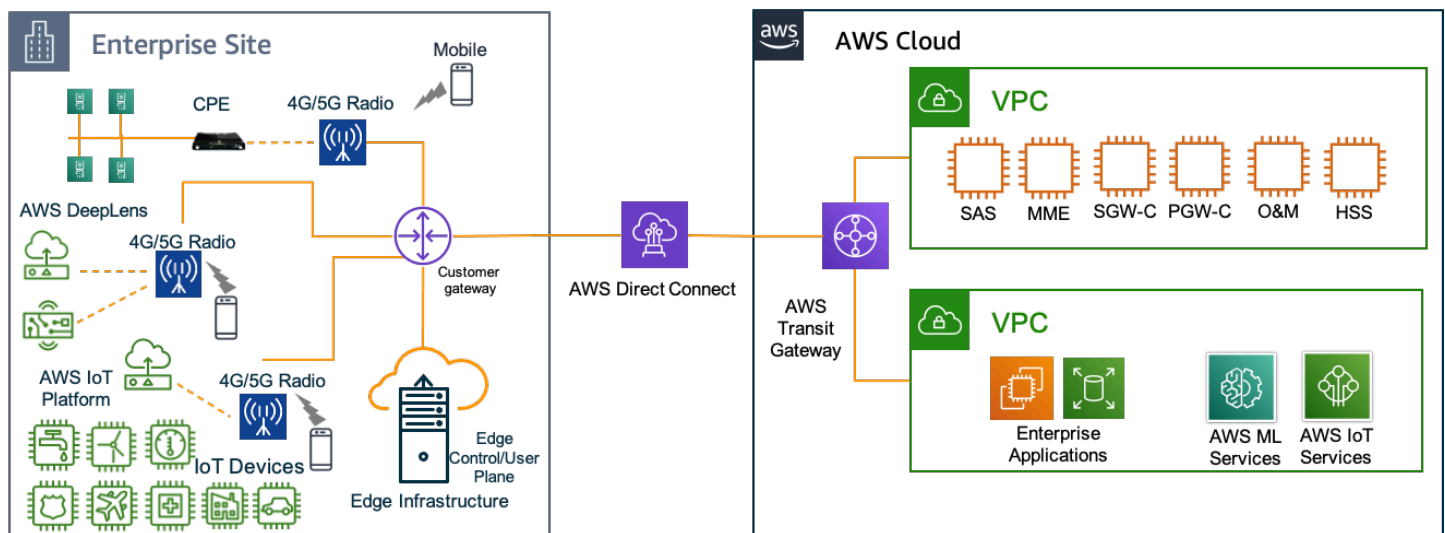 Enterprise Site
Mobile
CPE
4G/5G Radio
AWS DeepLens
4G/5G Radio
Customer
gateway
AWS IoT
Platform
4G/5G Radio
IoT Devices
Edge
Control/User
Plane
Edge Infrastructure
AWS Direct Connect
aws
AWS Cloud
AWS
Transit
Gateway
VPC
SAS
MME
SGW-C
PGW-C
O&M
HSS
VPC
Enterprise
Applications
AWS ML
Services
AWS IoT
Services